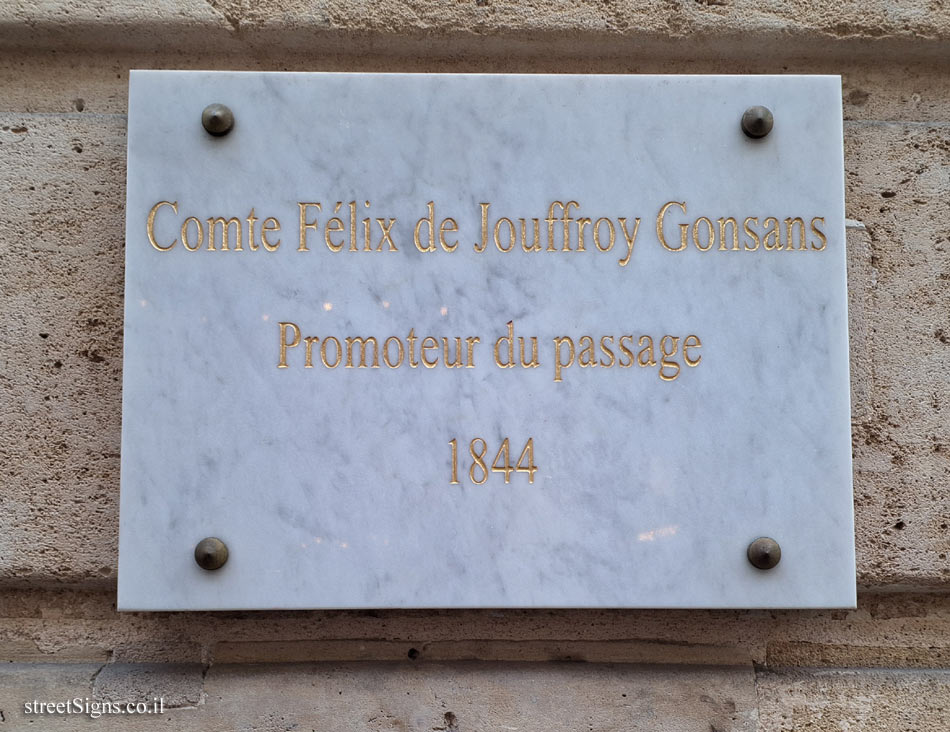 Comte Félix de Jouffroy Gonsans
Promoteur du passage
1844
streetSigns.co.il